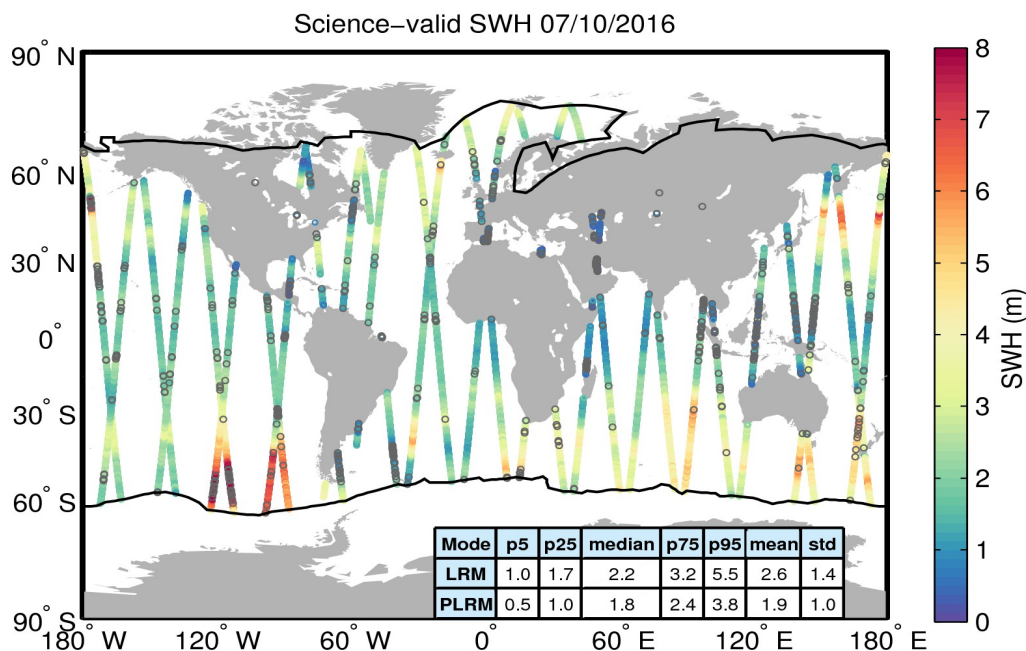 Science−valid SWH 07/10/2016
90° N
60° N
30° N
0°
30° S
60° S
90° S
180° W
120° W
60° W
0°
60° E
120° E
180° E
Mode p5 p25 median p75 p95 mean std
LRM 1.0 1.7 2.2 3.2 5.5 2.6 1.4
PLRM 0.5 1.0 1.8 2.4 3.8 1.9 1.0
8
7
6
5
4
3
2
1
0
SWH (m)